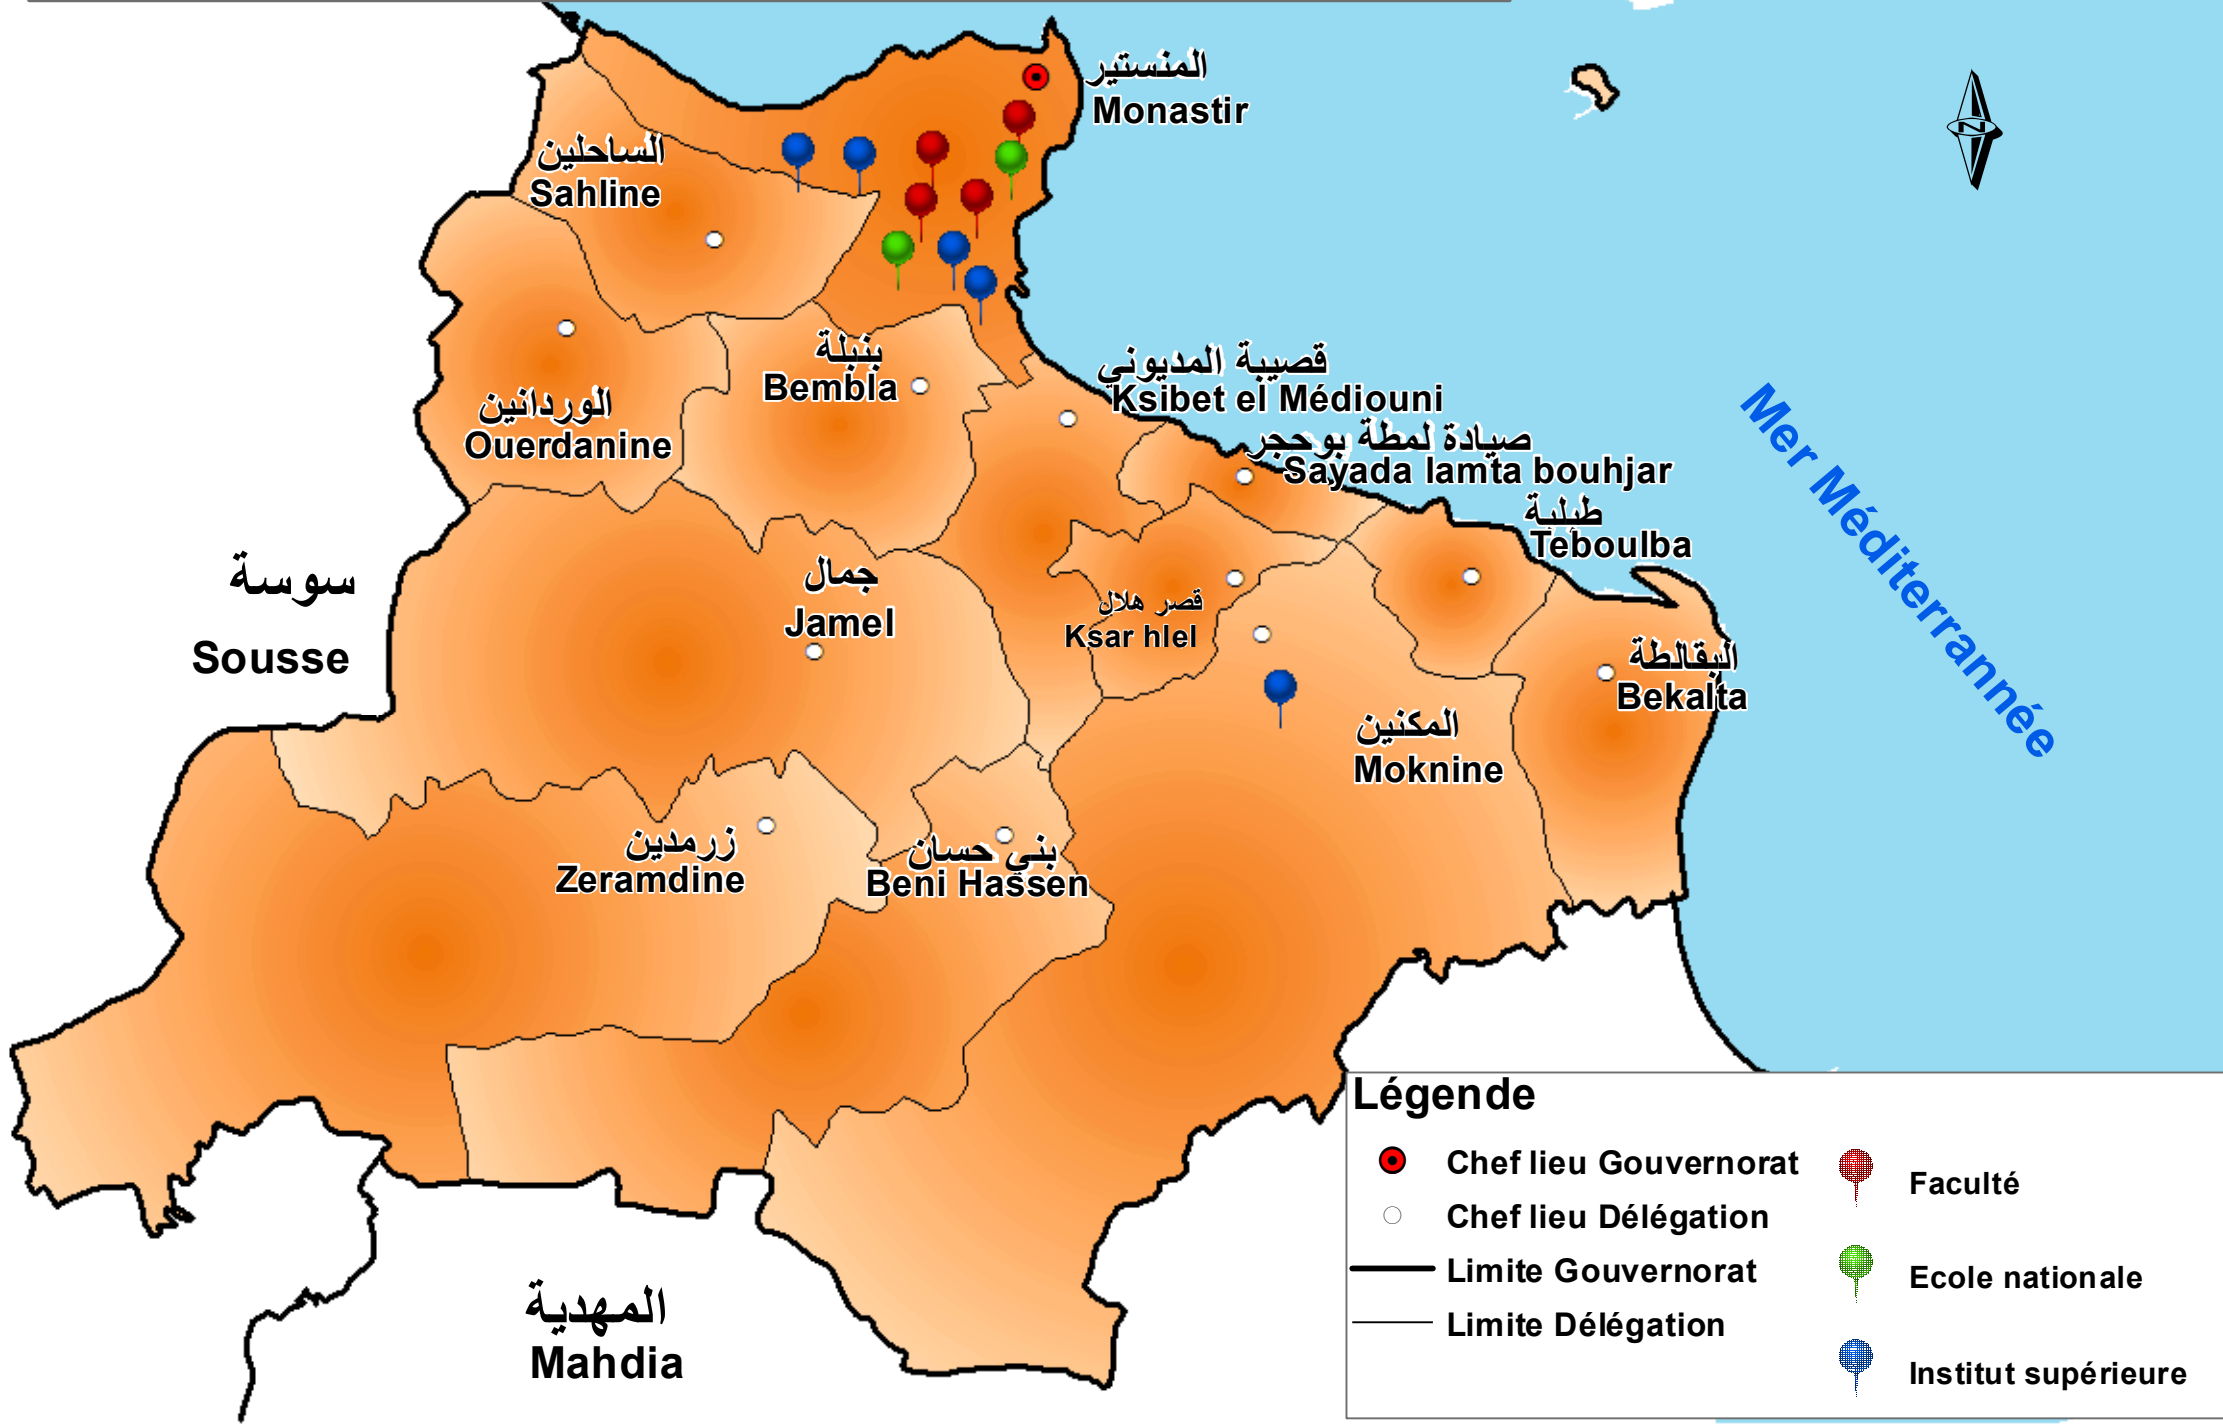 المنستير
Monastir
الساحلين
Sahline
بنبلة
Bembla
قصيبة المديوني
Ksibet el Médiouni
الوردانين
Ouerdanine
صيادة لمطة بوحجر
Sayada lamta bouhjar
طبلبة
Teboulba
Mer Méditerrannée
سوسة
Sousse
جمال
Jamel
قصر هلال
Ksar hlel
البقالطة
Bekalta
المكنين
Moknine
زرمدين
Zeramdine
بني حسان
Beni Hassen
المهدية
Mahdia
N
Légende
Chef lieu Gouvernorat
Chef lieu Délégation
Limite Gouvernorat
Limite Délégation
Faculté
Ecole nationale
Institut supérieure